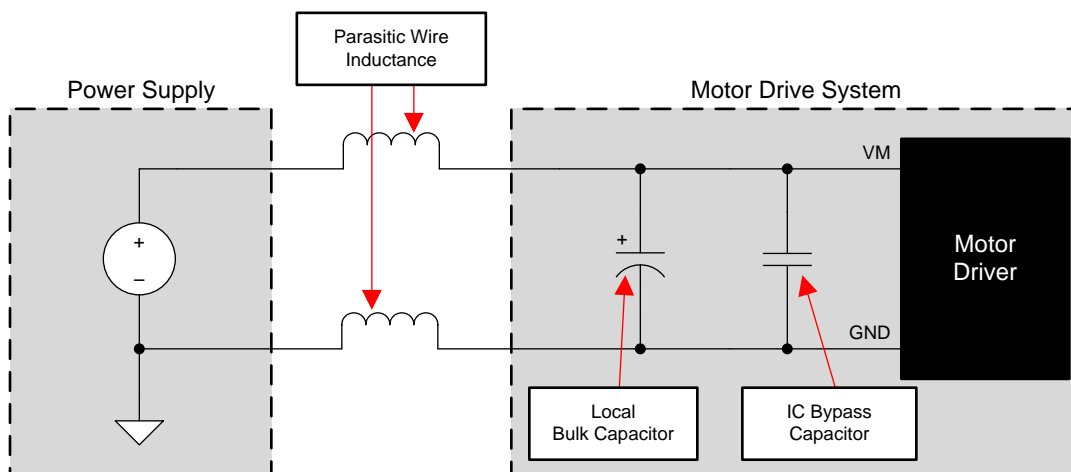 Parasitic Wire
Inductance
Power Supply
Motor Drive System
VM
+
–
+
Motor
Driver
GND
Local
Bulk Capacitor
IC Bypass
Capacitor